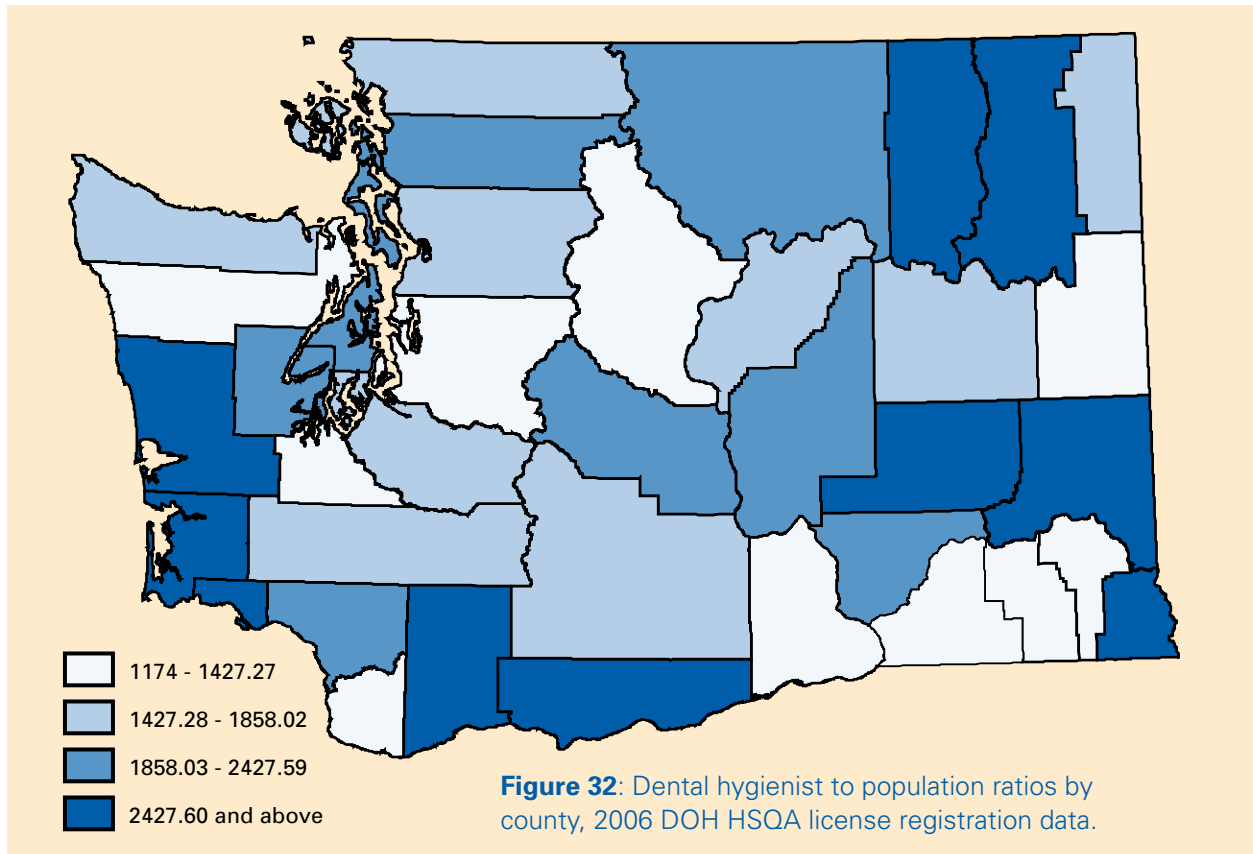 1174 - 1427.27
1427.28 - 1858.02
1858.03 - 2427.59
2427.60 and above
Figure 32: Dental hygienist to population ratios by
county, 2006 DOH HSQA license registration data.